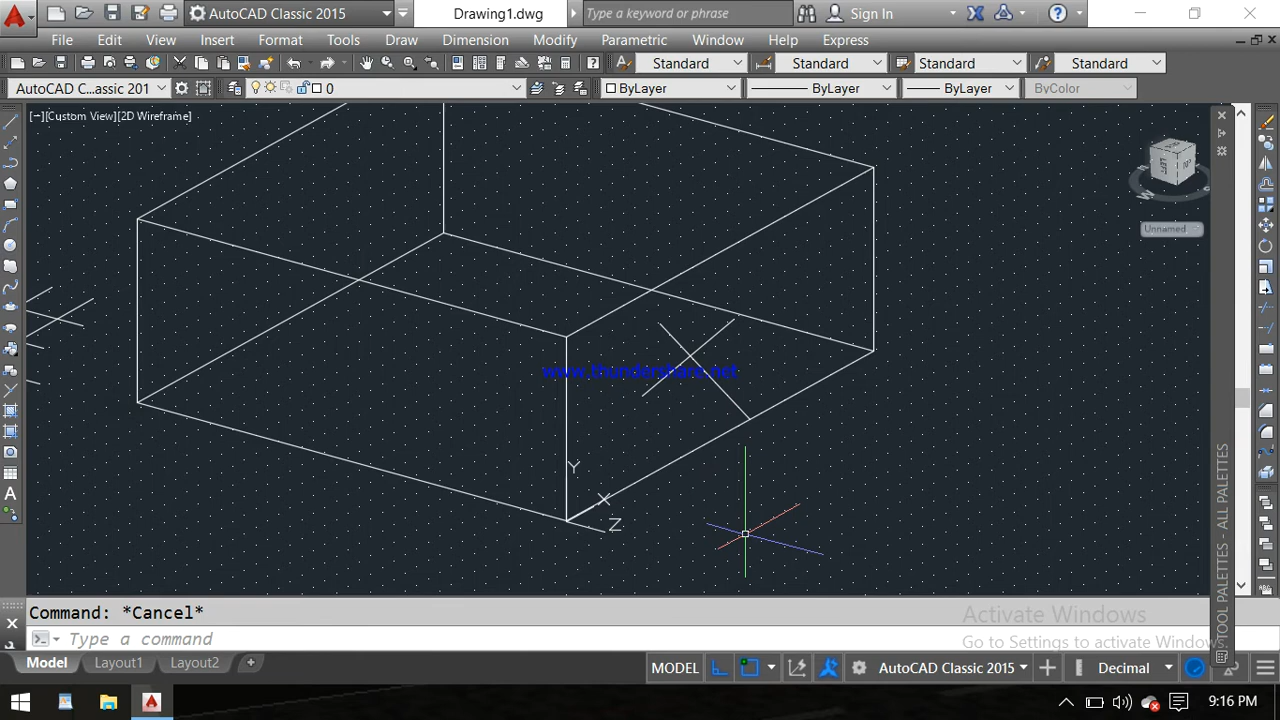 AutoCAD Classic 2015
Drawing1.dwg
Type a keyword or phrase
Sign In
File Edit View Insert Format Tools Draw Dimension Modify Parametric Window Help Express
Standard Standard Standard Standard
AutoCAD C...assic 201 0 ByLayer ByLayer ByLayer ByColor
[−][Custom View][2D Wireframe]
Unnamed
www.thundershare.net
Y
X
Z
TOOL PALETTES - ALL PALETTES
Command: *Cancel*
Activate Windows
Type a command
Go to Settings to activate Windows.
Model Layout1 Layout2
MODEL AutoCAD Classic 2015 Decimal
9:16 PM